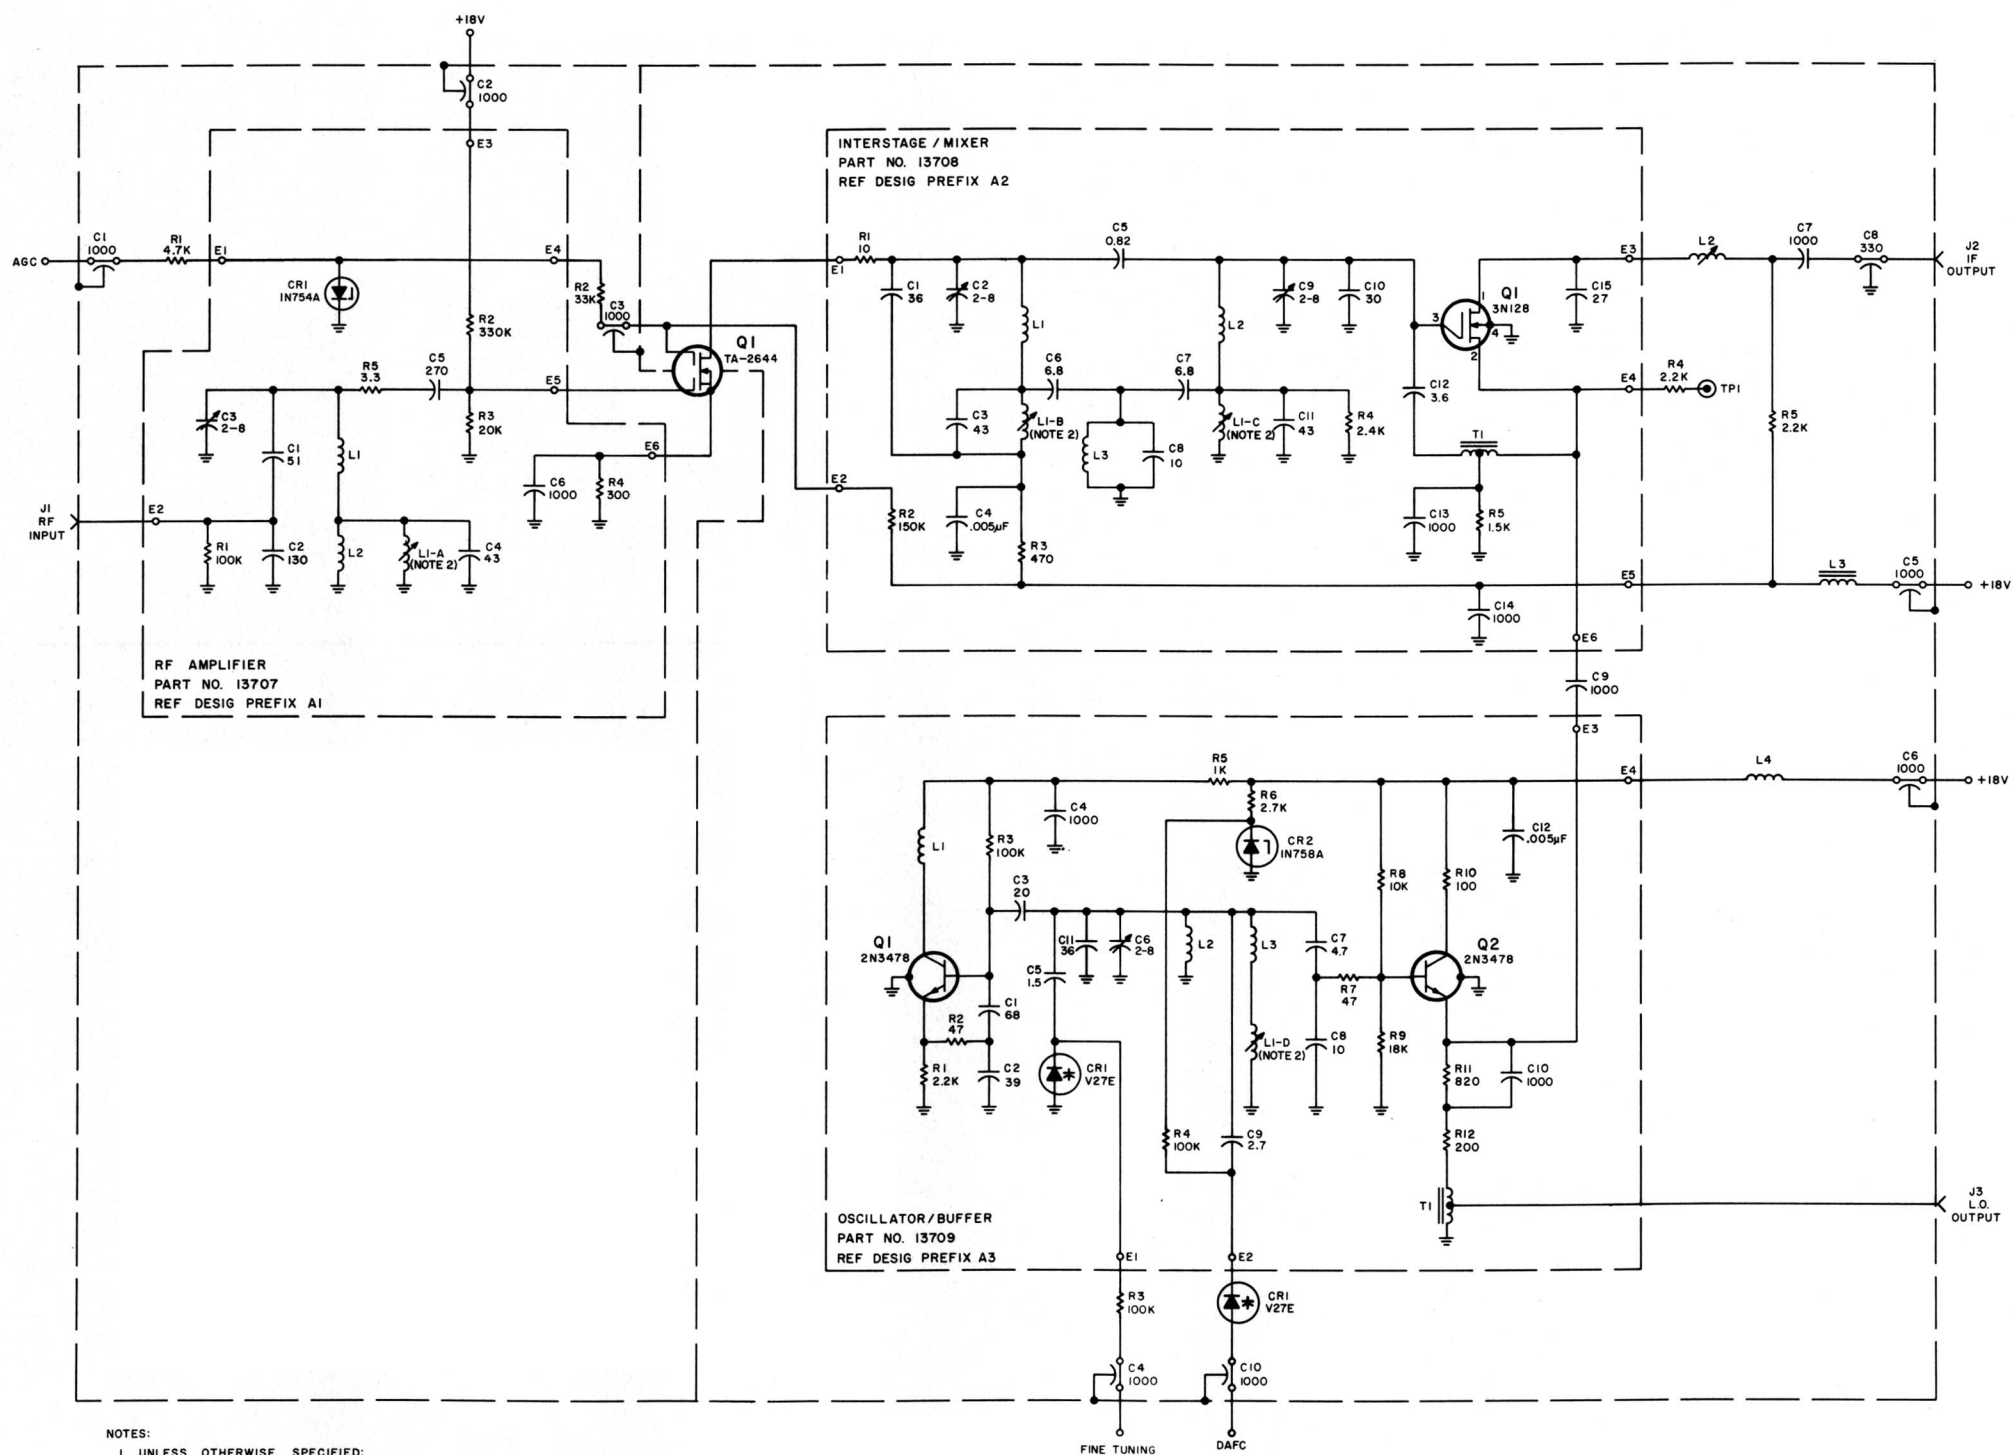 +18V
C2
1000
E3
INTERSTAGE / MIXER
PART NO. 13708
REF DESIG PREFIX A2
AGC
C1
1000
R1
4.7K
E1
CR1
1N754A
E4
R2
33K
C3
1000
R2
330K
Q1
TA-2644
R5
3.3
C5
270
E5
C3
2-8
C1
51
L1
R3
20K
E6
C6
1000
R4
300
J1
RF
INPUT
E2
R1
100K
C2
130
L2
L1-A
(NOTE 2)
C4
43
RF AMPLIFIER
PART NO. 13707
REF DESIG PREFIX A1
E1
R1
10
C1
36
C2
2-8
L1
C5
0.82
L2
C9
2-8
C10
30
Q1
3N128
1
2
3
4
C15
27
E3
L2
C7
1000
C8
330
J2
IF
OUTPUT
C6
6.8
C7
6.8
C12
3.6
E4
R4
2.2K
TP1
C3
43
L1-B
(NOTE 2)
L3
C8
10
L1-C
(NOTE 2)
C11
43
R4
2.4K
T1
R5
2.2K
E2
R2
150K
C4
.005µF
R3
470
C13
1000
R5
1.5K
E5
L3
C5
1000
+18V
C14
1000
E6
C9
1000
E3
R5
1K
E4
L4
C6
1000
+18V
C4
1000
R6
2.7K
CR2
1N758A
C12
.005µF
L1
R3
100K
R8
10K
R10
100
C3
20
Q1
2N3478
C11
36
C6
2-8
L2
L3
C7
4.7
Q2
2N3478
C5
1.5
R7
47
C1
68
R2
47
L1-D
(NOTE 2)
C8
10
R9
18K
R1
2.2K
C2
39
CR1
V27E
R11
820
C10
1000
R4
100K
C9
2.7
R12
200
T1
J3
L.O.
OUTPUT
OSCILLATOR/BUFFER
PART NO. 13709
REF DESIG PREFIX A3
E1
E2
R3
100K
CR1
V27E
C4
1000
C10
1000
FINE TUNING
DAFC
NOTES:
1. UNLESS OTHERWISE SPECIFIED: